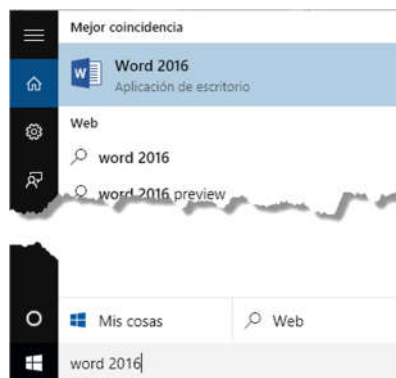 Mejor coincidencia
Word 2016
Aplicación de escritorio
Web
word 2016
word 2016 preview
Mis cosas
Web
word 2016